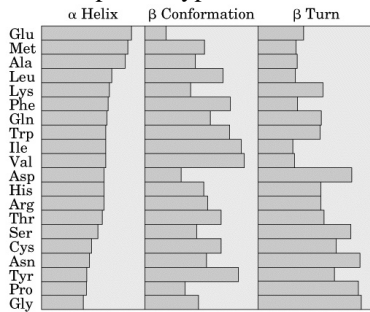 α Helix β Conformation β Turn
Glu
Met
Ala
Leu
Lys
Phe
Gln
Trp
Ile
Val
Asp
His
Arg
Thr
Ser
Cys
Asn
Tyr
Pro
Gly